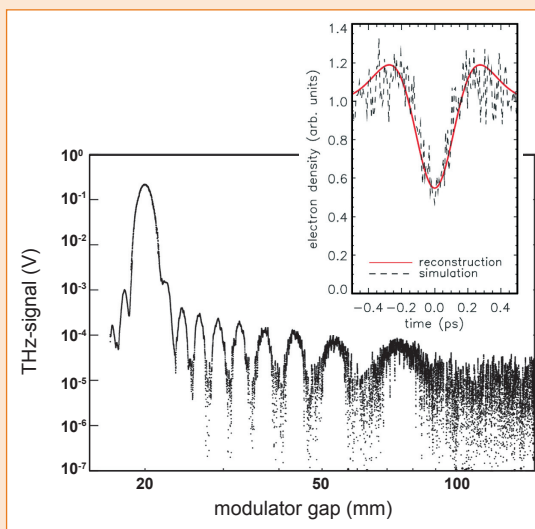 1.4
1.2
1.0
0.8
0.6
0.4
0.2
0.0
electron density (arb. units)
reconstruction
simulation
−0.4 −0.2 0.0 0.2 0.4
time (ps)
10⁰
10⁻¹
10⁻²
10⁻³
10⁻⁴
10⁻⁵
10⁻⁶
10⁻⁷
THz-signal (V)
20 50 100
modulator gap (mm)